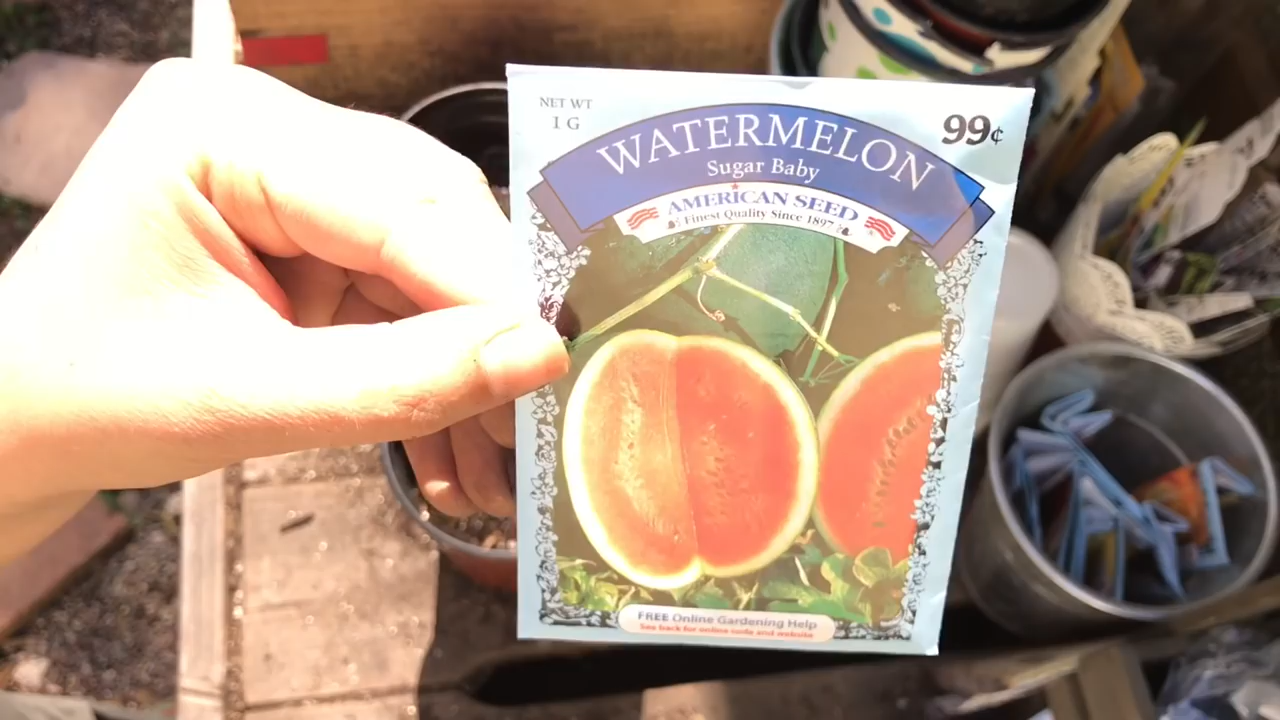 NET WT
1 G
99¢
WATERMELON
Sugar Baby
AMERICAN SEED
Finest Quality Since 1897
FREE Online Gardening Help
See back for online code and website